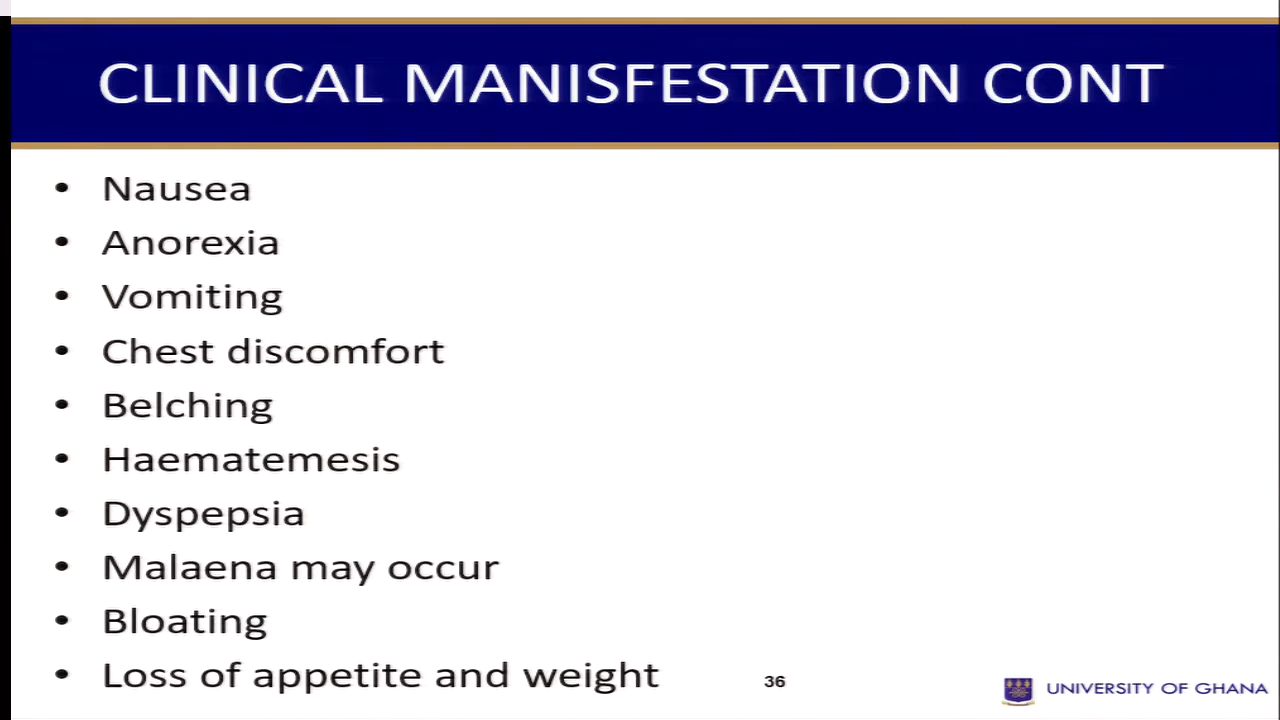 CLINICAL MANISFESTATION CONT
• Nausea
• Anorexia
• Vomiting
• Chest discomfort
• Belching
• Haematemesis
• Dyspepsia
• Malaena may occur
• Bloating
• Loss of appetite and weight
36
UNIVERSITY OF GHANA